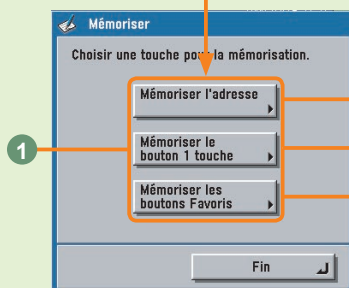 Mémoriser
Choisir une touche pour la mémorisation.
Mémoriser l'adresse
1
Mémoriser le
bouton 1 touche
Mémoriser les
boutons Favoris
Fin